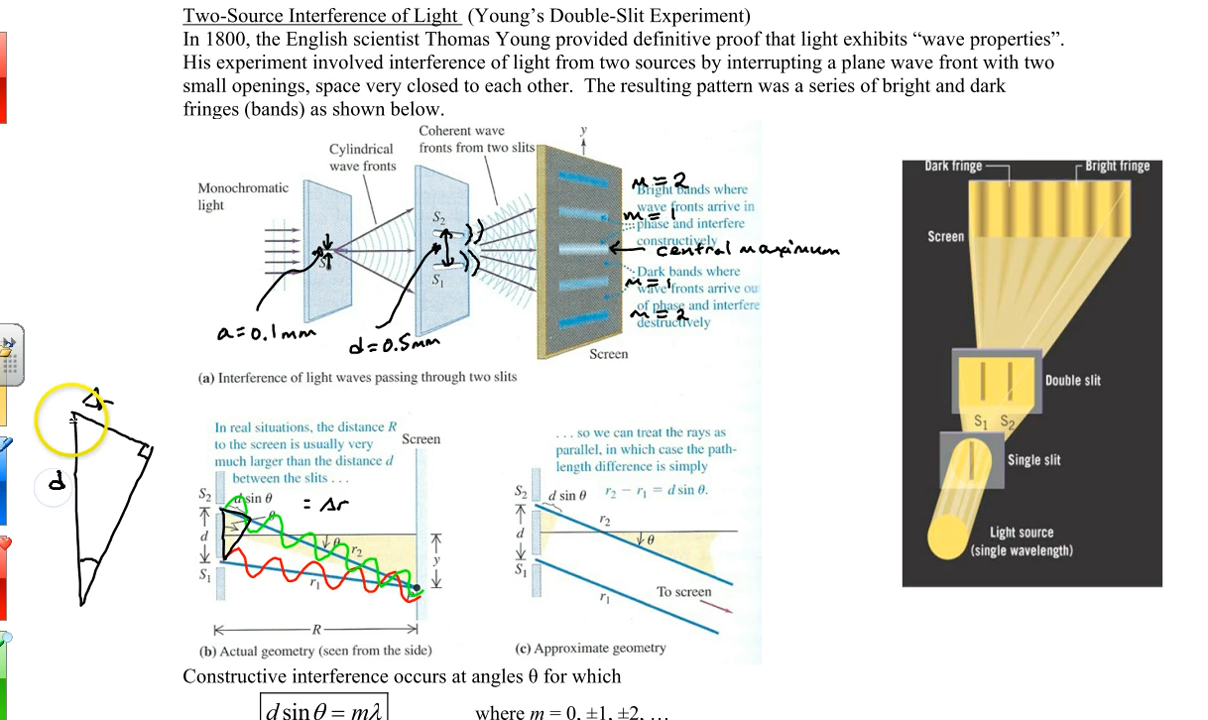 Two-Source Interference of Light (Young's Double-Slit Experiment)
In 1800, the English scientist Thomas Young provided definitive proof that light exhibits “wave properties”.
His experiment involved interference of light from two sources by interrupting a plane wave front with two
small openings, space very closed to each other. The resulting pattern was a series of bright and dark
fringes (bands) as shown below.
Coherent wave
fronts from two slits
Cylindrical
wave fronts
Monochromatic
light
y
S2
S1
m = 2
Bright bands where
wave fronts arrive in
m = 1
phase and interfere
constructively
central maximum
Dark bands where
m = 1
wave fronts arrive ou
of phase and interfere
m = 2
destructively
a = 0.1mm
d = 0.5mm
Screen
(a) Interference of light waves passing through two slits
Δr
d
In real situations, the distance R
to the screen is usually very
much larger than the distance d
between the slits . . .
Screen
S2
d sin θ
= Δr
θ
d
θ
r2
y
S1
r1
R
(b) Actual geometry (seen from the side)
. . . so we can treat the rays as
parallel, in which case the path-
length difference is simply
r2 − r1 = d sin θ.
S2
d sin θ
r2
d
θ
S1
r1
To screen
(c) Approximate geometry
Dark fringe
Bright fringe
Screen
Double slit
S1 S2
Single slit
Light source
(single wavelength)
Constructive interference occurs at angles θ for which
d sin θ = mλ where m = 0, ±1, ±2, …